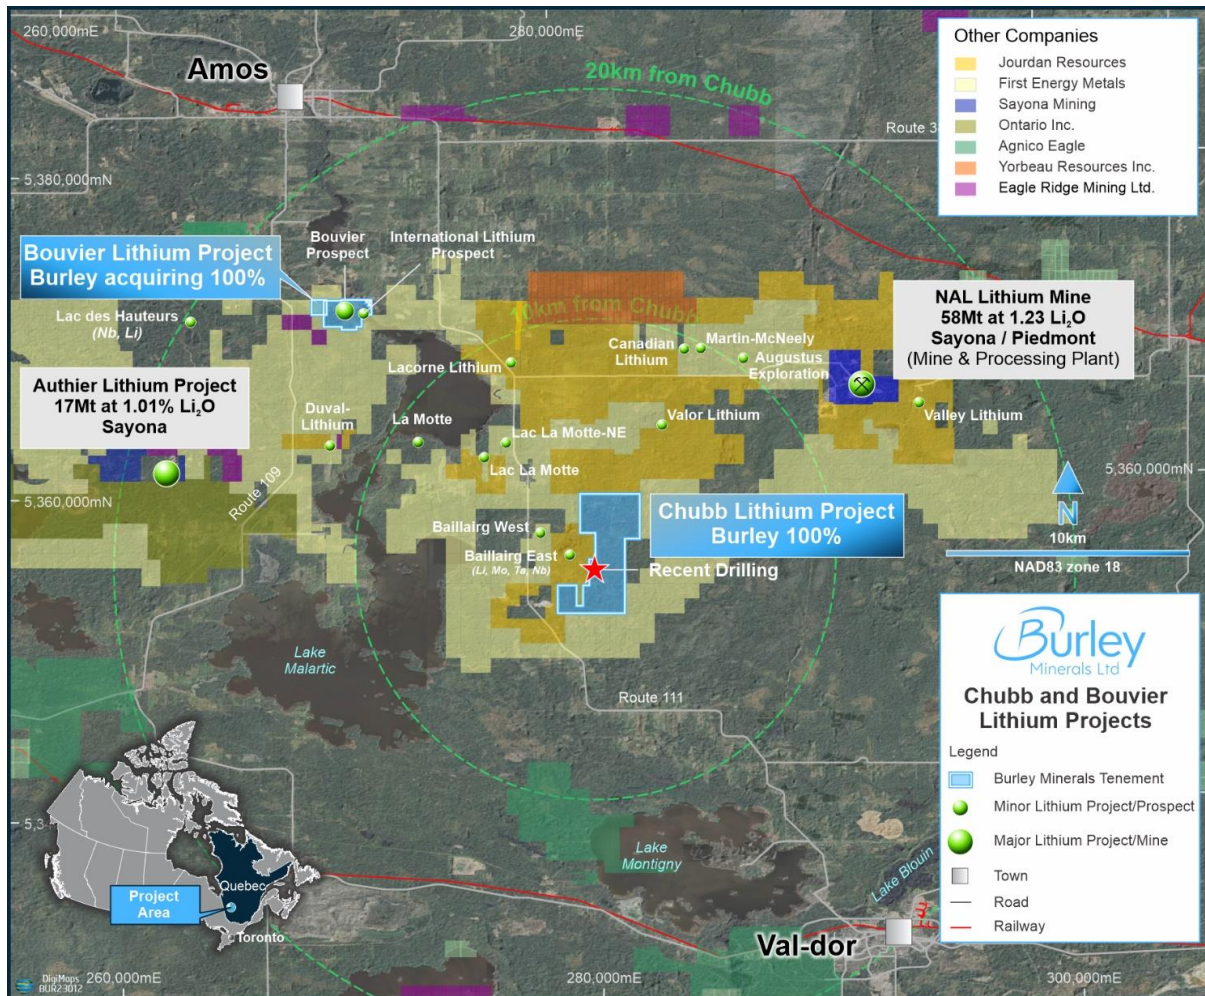 260,000mE
280,000mE
Amos
20km from Chubb
Route 3
5,380,000mN
Other Companies
Jourdan Resources
First Energy Metals
Sayona Mining
Ontario Inc.
Agnico Eagle
Yorbeau Resources Inc.
Eagle Ridge Mining Ltd.
Bouvier Lithium Project
Burley acquiring 100%
Bouvier
Prospect
International Lithium
Prospect
Lac des Hauteurs
(Nb, Li)
10km from Chubb
NAL Lithium Mine
58Mt at 1.23 Li₂O
Sayona / Piedmont
(Mine & Processing Plant)
Canadian
Lithium
Martin-McNeely
Augustus
Exploration
Lacorne Lithium
Authier Lithium Project
17Mt at 1.01% Li₂O
Sayona
Duval-
Lithium
La Motte
Lac La Motte-NE
Lac La Motte
Valor Lithium
Valley Lithium
5,360,000mN
5,360,000mN
Route 109
Chubb Lithium Project
Burley 100%
Baillairg West
Baillairg East
(Li, Mo, Ta, Nb)
Recent Drilling
N
10km
NAD83 zone 18
Lake
Malartic
Route 111
Burley
Minerals Ltd
Chubb and Bouvier
Lithium Projects
Legend
Burley Minerals Tenement
Minor Lithium Project/Prospect
Major Lithium Project/Mine
Town
Road
Railway
5,3
Lake
Montigny
Lake Blouin
Quebec
Project
Area
Toronto
Val-dor
DigiMaps
BUR23012
260,000mE
280,000mE
300,000mE